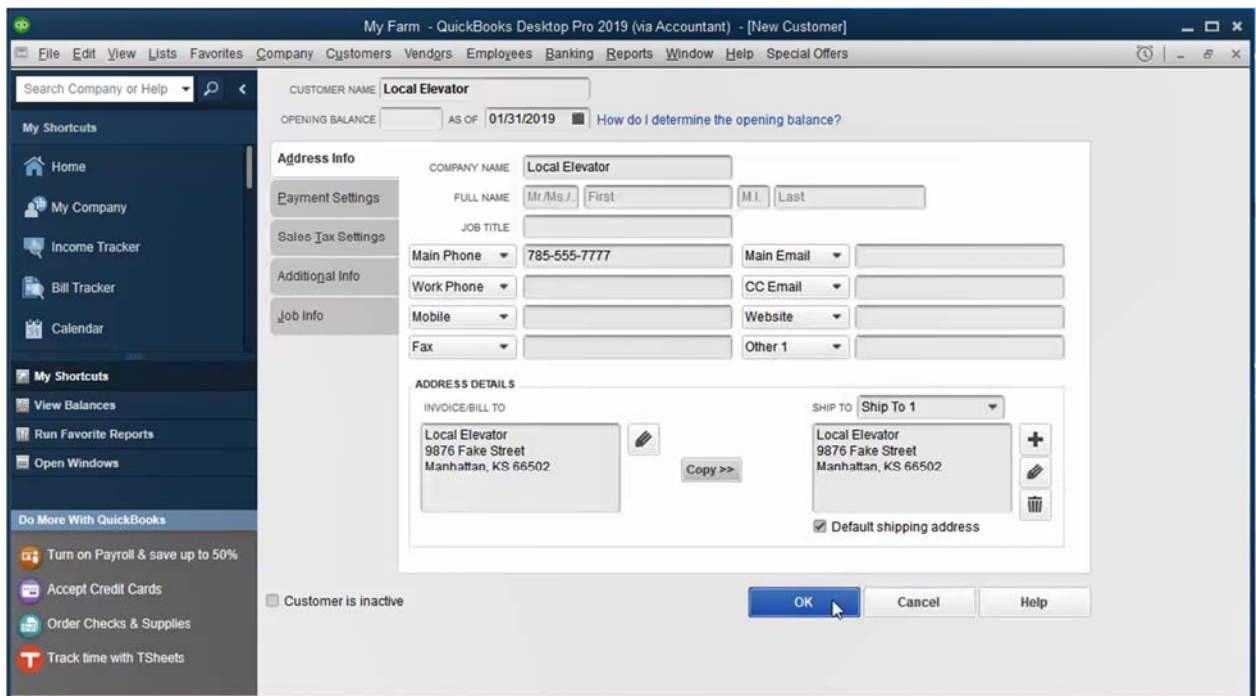 My Farm - QuickBooks Desktop Pro 2019 (via Accountant) - [New Customer]
File Edit View Lists Favorites Company Customers Vendors Employees Banking Reports Window Help Special Offers
Search Company or Help
My Shortcuts
Home
My Company
Income Tracker
Bill Tracker
Calendar
My Shortcuts
View Balances
Run Favorite Reports
Open Windows
Do More With QuickBooks
Turn on Payroll & save up to 50%
Accept Credit Cards
Order Checks & Supplies
Track time with TSheets
CUSTOMER NAME Local Elevator
OPENING BALANCE AS OF 01/31/2019 How do I determine the opening balance?
Address Info
Payment Settings
Sales Tax Settings
Additional Info
Job Info
COMPANY NAME Local Elevator
FULL NAME Mr./Ms./.. First M.I. Last
JOB TITLE
Main Phone 785-555-7777 Main Email
Work Phone CC Email
Mobile Website
Fax Other 1
ADDRESS DETAILS
INVOICE/BILL TO
Local Elevator
9876 Fake Street
Manhattan, KS 66502
Copy >>
SHIP TO Ship To 1
Local Elevator
9876 Fake Street
Manhattan, KS 66502
Default shipping address
Customer is inactive
OK Cancel Help